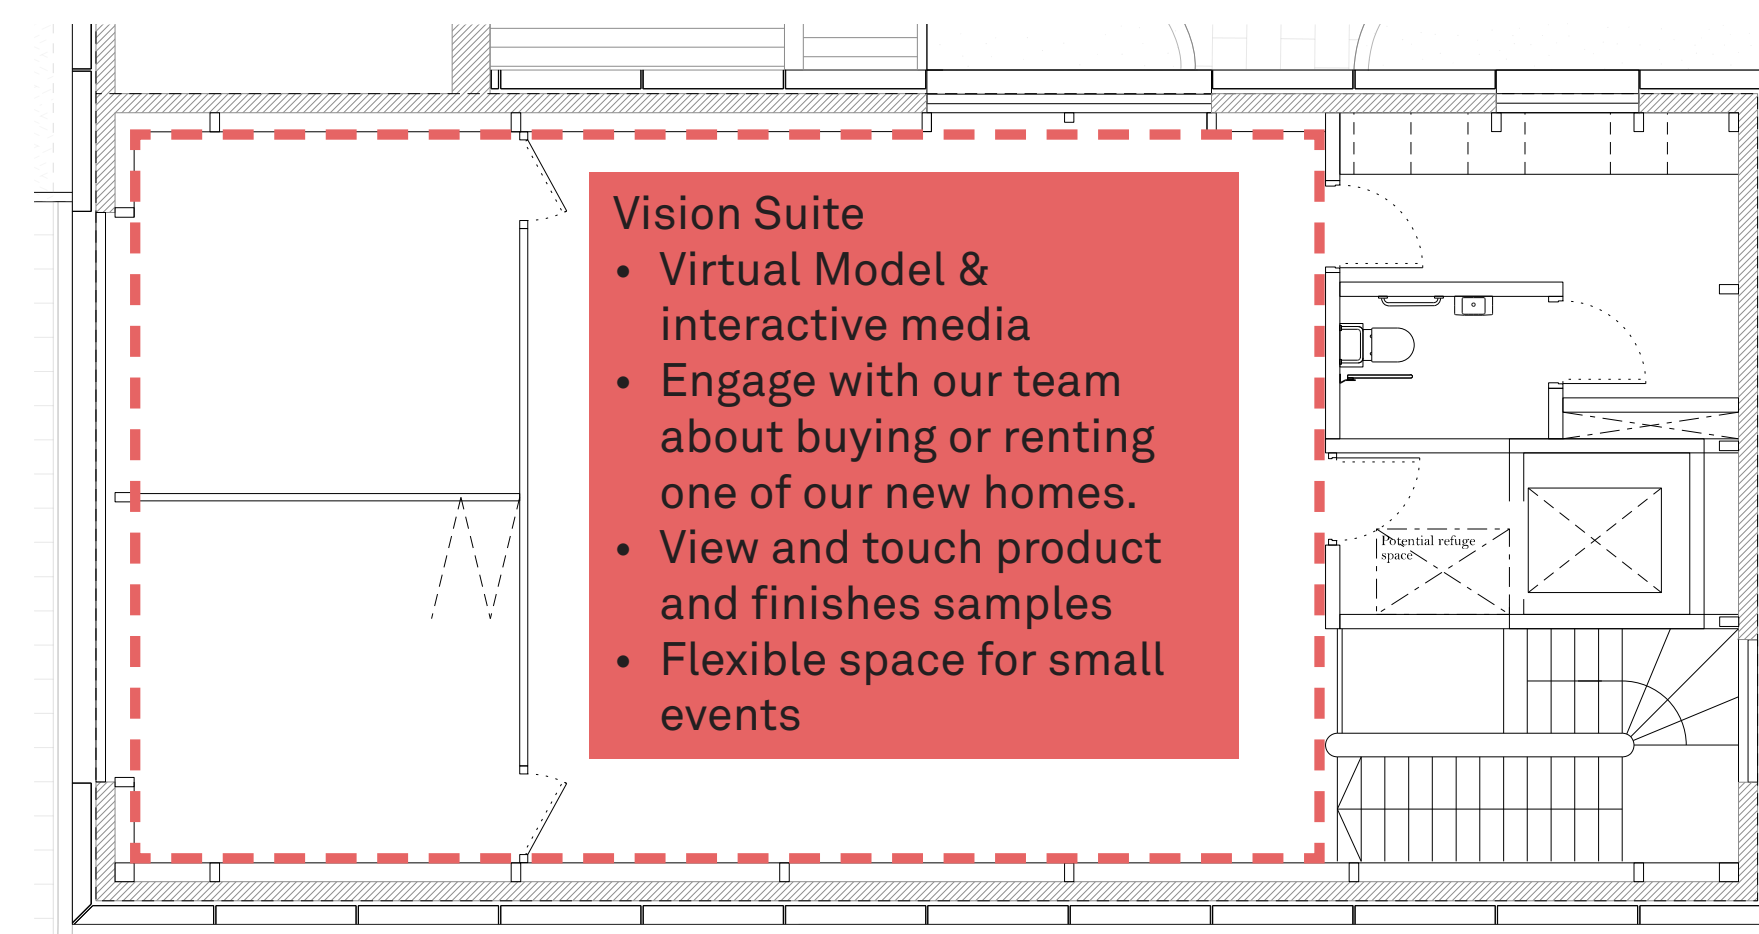 Vision Suite
• Virtual Model &
interactive media
• Engage with our team
about buying or renting
one of our new homes.
• View and touch product
and finishes samples
• Flexible space for small
events
Potential refuge
space